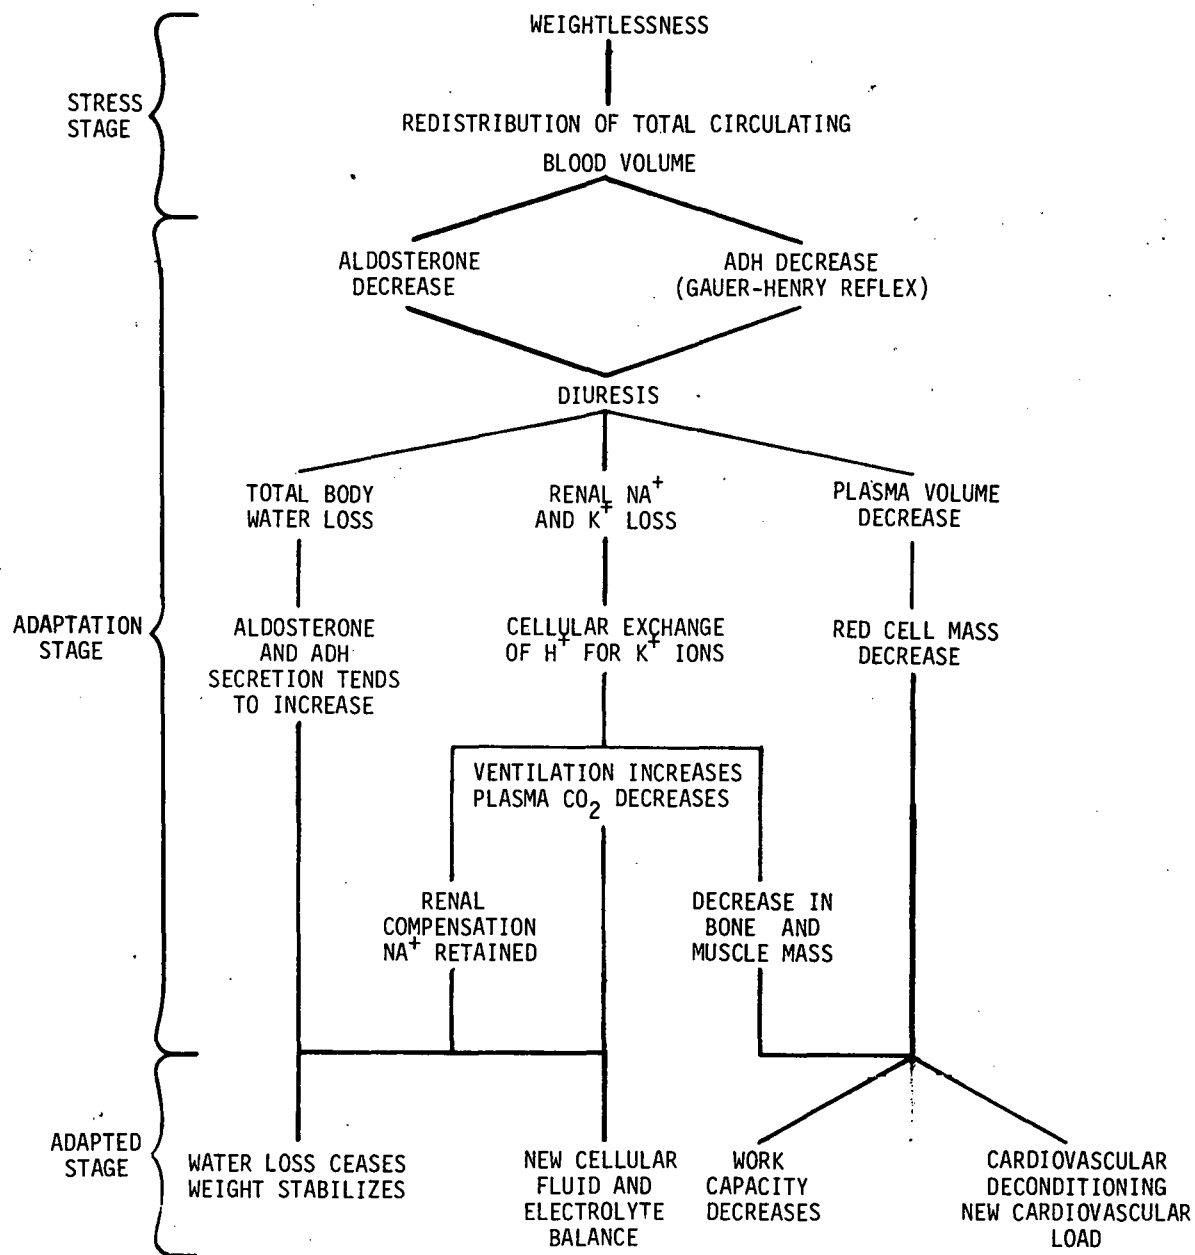 WEIGHTLESSNESS
STRESS
STAGE
REDISTRIBUTION OF TOTAL CIRCULATING
BLOOD VOLUME
ALDOSTERONE
DECREASE
ADH DECREASE
(GAUER-HENRY REFLEX)
DIURESIS
TOTAL BODY
WATER LOSS
RENAL NA+
AND K+ LOSS
PLASMA VOLUME
DECREASE
ADAPTATION
STAGE
ALDOSTERONE
AND ADH
SECRETION TENDS
TO INCREASE
CELLULAR EXCHANGE
OF H+ FOR K+ IONS
RED CELL MASS
DECREASE
VENTILATION INCREASES
PLASMA CO2 DECREASES
RENAL
COMPENSATION
NA+ RETAINED
DECREASE IN
BONE AND
MUSCLE MASS
ADAPTED
STAGE
WATER LOSS CEASES
WEIGHT STABILIZES
NEW CELLULAR
FLUID AND
ELECTROLYTE
BALANCE
WORK
CAPACITY
DECREASES
CARDIOVASCULAR
DECONDITIONING
NEW CARDIOVASCULAR
LOAD